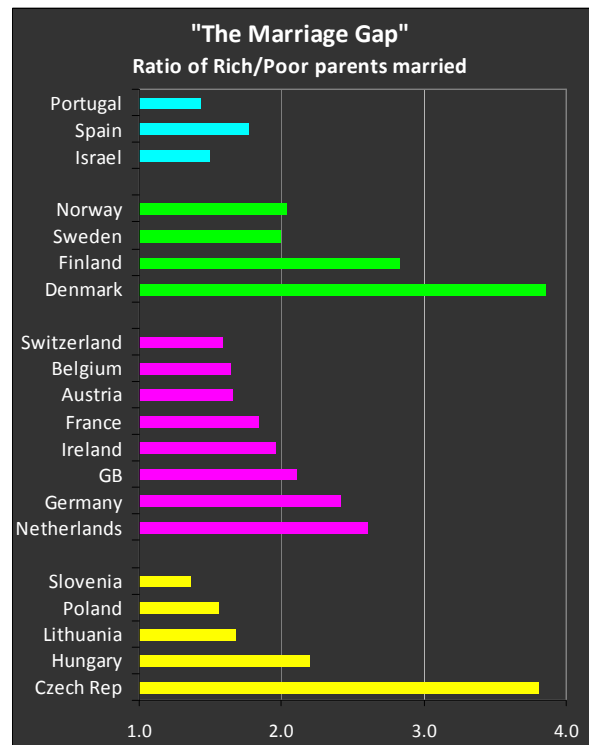 "The Marriage Gap"
Ratio of Rich/Poor parents married
Portugal
Spain
Israel
Norway
Sweden
Finland
Denmark
Switzerland
Belgium
Austria
France
Ireland
GB
Germany
Netherlands
Slovenia
Poland
Lithuania
Hungary
Czech Rep
1.0 2.0 3.0 4.0